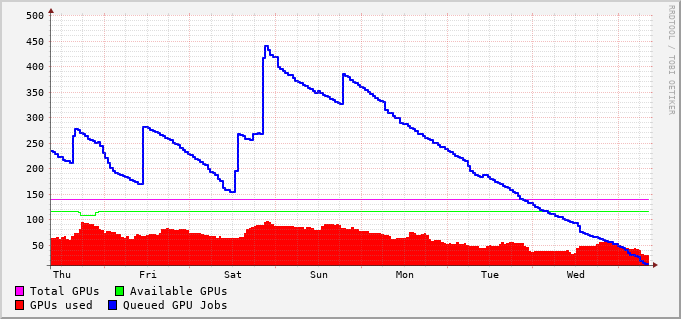 500
450
400
350
300
250
200
150
100
50
Thu Fri Sat Sun Mon Tue Wed
Total GPUs Available GPUs
GPUs used Queued GPU Jobs
RRDTOOL / TOBI OETIKER